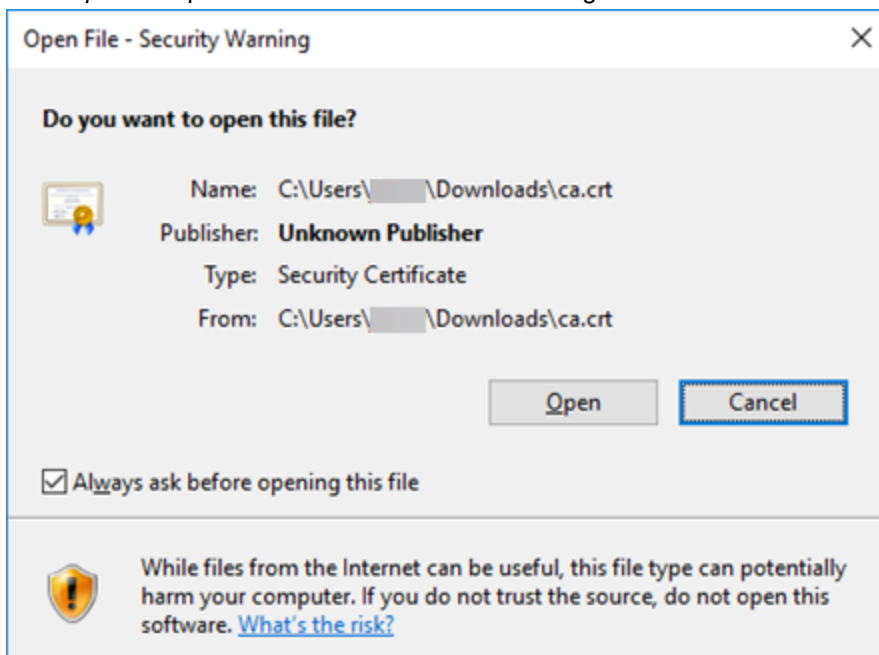 Open File - Security Warning
Do you want to open this file?
Name: C:\Users\ \Downloads\ca.crt
Publisher: Unknown Publisher
Type: Security Certificate
From: C:\Users\ \Downloads\ca.crt
Open Cancel
Always ask before opening this file
While files from the Internet can be useful, this file type can potentially
harm your computer. If you do not trust the source, do not open this
software. What's the risk?